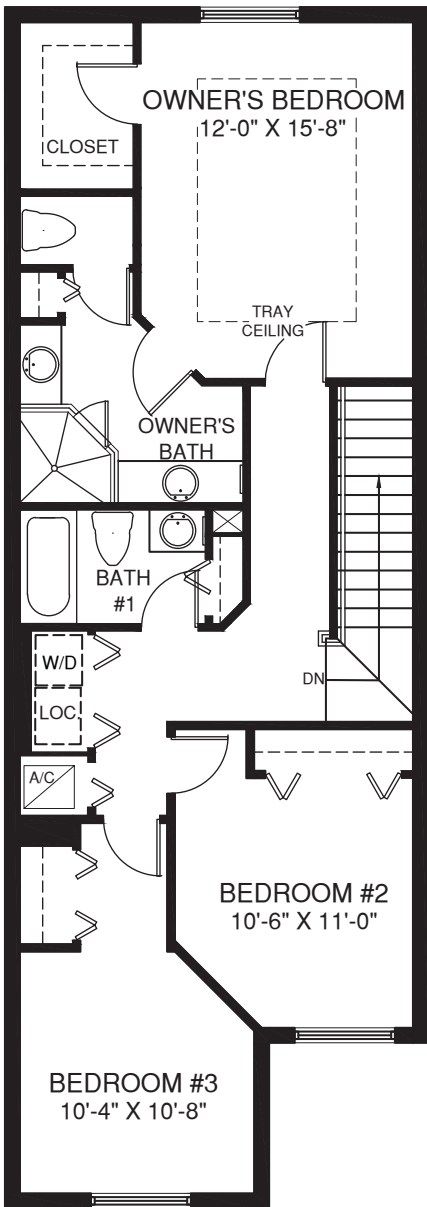 OWNER'S BEDROOM
12'-0" X 15'-8"
CLOSET
TRAY
CEILING
OWNER'S
BATH
BATH
#1
W/D
LOC.
DN
A/C
BEDROOM #2
10'-6" X 11'-0"
BEDROOM #3
10'-4" X 10'-8"